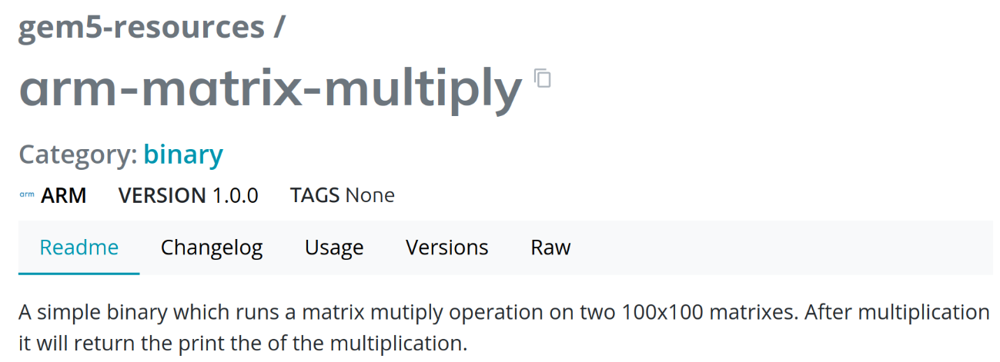 gem5-resources /
arm-matrix-multiply
Category: binary
arm ARM VERSION 1.0.0 TAGS None
Readme Changelog Usage Versions Raw
A simple binary which runs a matrix mutiply operation on two 100x100 matrixes. After multiplication
it will return the print the of the multiplication.